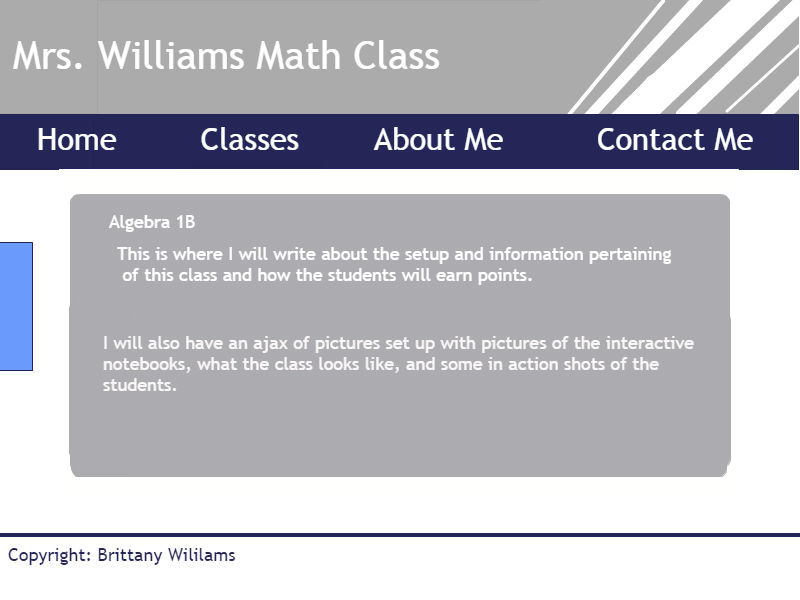 Mrs. Williams Math Class
Home Classes About Me Contact Me
Algebra 1B
This is where I will write about the setup and information pertaining
of this class and how the students will earn points.
I will also have an ajax of pictures set up with pictures of the interactive
notebooks, what the class looks like, and some in action shots of the
students.
Copyright: Brittany Wililams